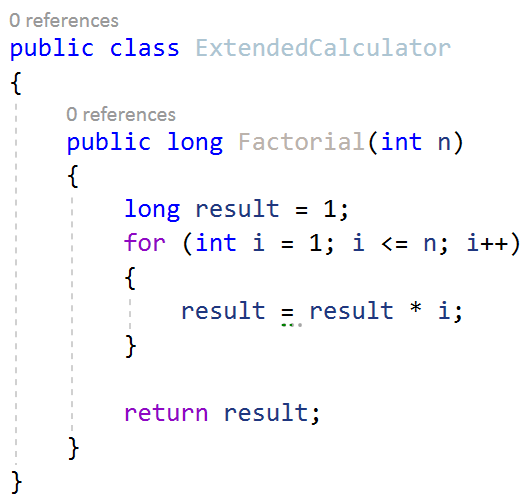 0 references
public class ExtendedCalculator
{
0 references
public long Factorial(int n)
{
long result = 1;
for (int i = 1; i <= n; i++)
{
result = result * i;
}
return result;
}
}